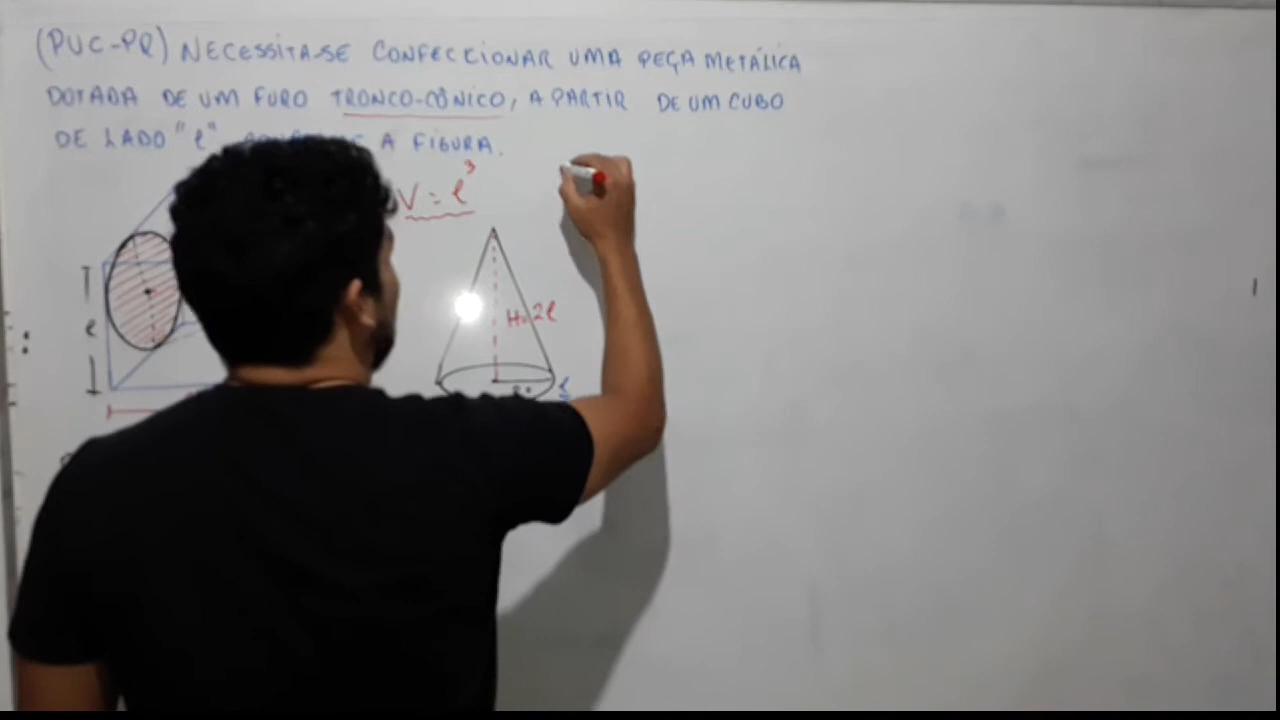 (PUC-PR) NECESSITA-SE CONFECCIONAR UMA PEÇA METÁLICA
DOTADA DE UM FURO TRONCO-CÔNICO, A PARTIR DE UM CUBO
DE LADO "l" A FIGURA.
V = l³
H=2l
l